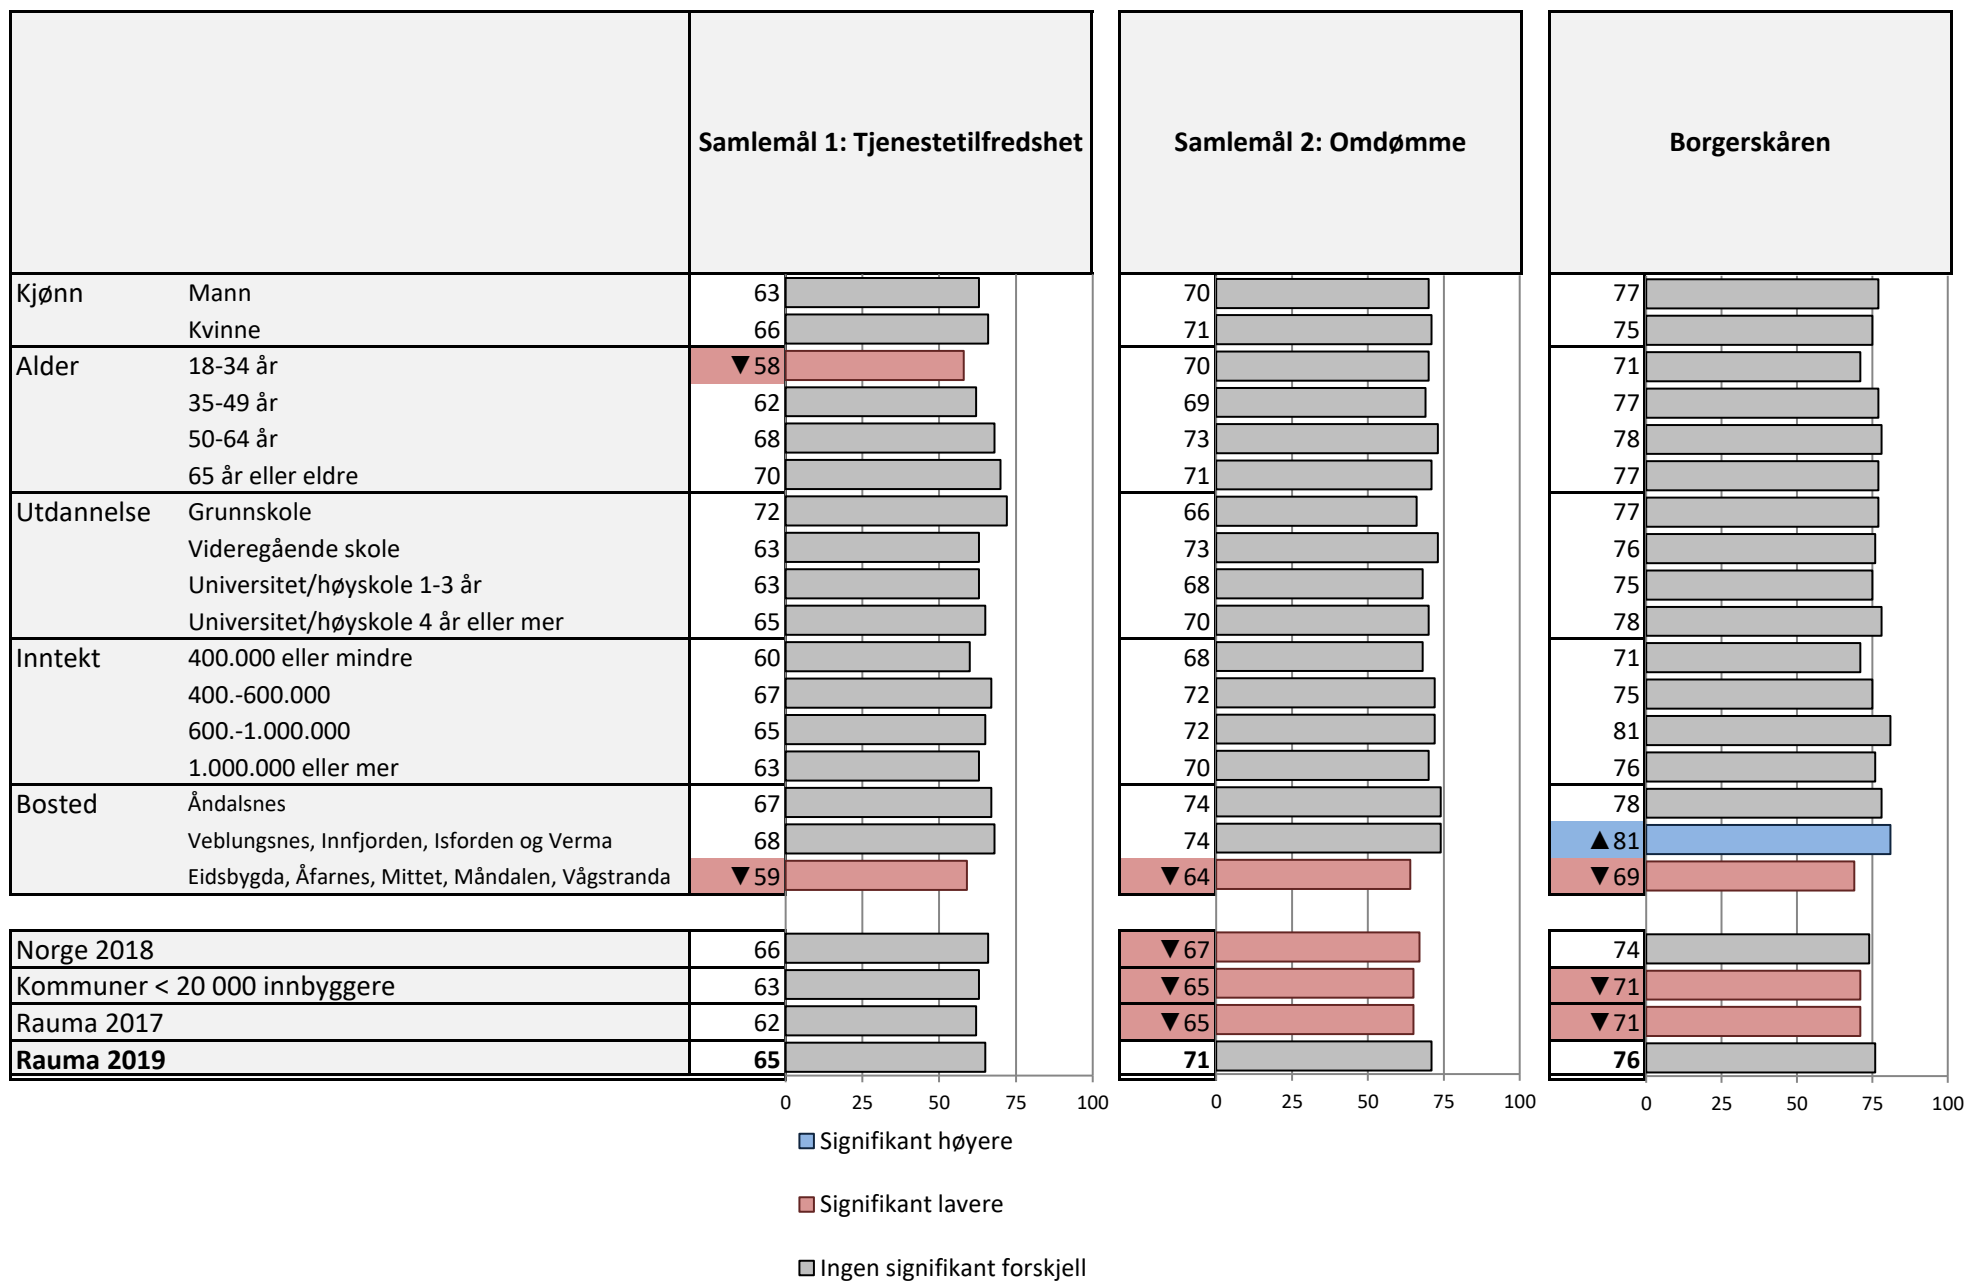 Samlemål 1: Tjenestetilfredshet Samlemål 2: Omdømme Borgerskåren
Kjønn Mann 63 70 77
Kvinne 66 71 75
Alder 18-34 år ▼58 70 71
35-49 år 62 69 77
50-64 år 68 73 78
65 år eller eldre 70 71 77
Utdannelse Grunnskole 72 66 77
Videregående skole 63 73 76
Universitet/høyskole 1-3 år 63 68 75
Universitet/høyskole 4 år eller mer 65 70 78
Inntekt 400.000 eller mindre 60 68 71
400.-600.000 67 72 75
600.-1.000.000 65 72 81
1.000.000 eller mer 63 70 76
Bosted Åndalsnes 67 74 78
Veblungsnes, Innfjorden, Isforden og Verma 68 74 ▲81
Eidsbygda, Åfarnes, Mittet, Måndalen, Vågstranda ▼59 ▼64 ▼69
Norge 2018 66 ▼67 74
Kommuner < 20 000 innbyggere 63 ▼65 ▼71
Rauma 2017 62 ▼65 ▼71
Rauma 2019 65 71 76
0 25 50 75 100 0 25 50 75 100 0 25 50 75 100
Signifikant høyere
Signifikant lavere
Ingen signifikant forskjell